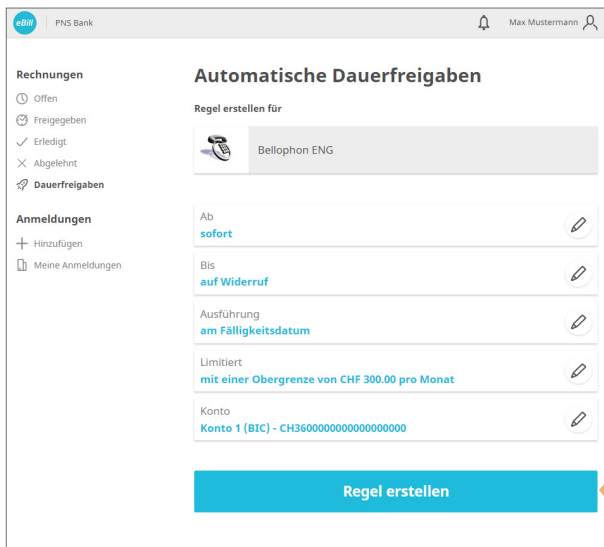 eBill
PNS Bank
Max Mustermann
Rechnungen
Offen
Freigegeben
Erledigt
Abgelehnt
Dauerfreigaben
Anmeldungen
Hinzufügen
Meine Anmeldungen
Automatische Dauerfreigaben
Regel erstellen für
Bellophon ENG
Ab
sofort
Bis
auf Widerruf
Ausführung
am Fälligkeitsdatum
Limitiert
mit einer Obergrenze von CHF 300.00 pro Monat
Konto
Konto 1 (BIC) - CH3600000000000000000
Regel erstellen